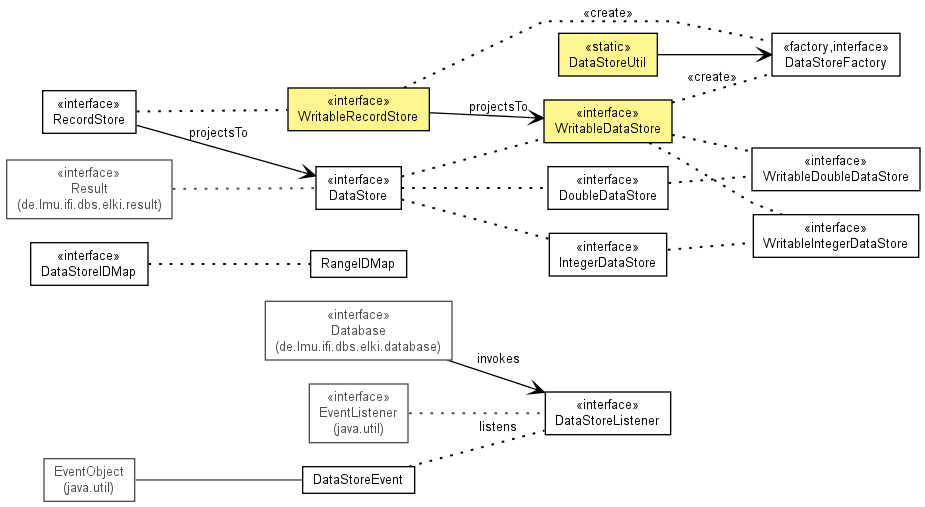 «create»
«static»
DataStoreUtil
«factory,interface»
DataStoreFactory
«create»
«interface»
RecordStore
«interface»
WritableRecordStore
projectsTo
«interface»
WritableDataStore
projectsTo
«interface»
Result
(de.lmu.ifi.dbs.elki.result)
«interface»
DataStore
«interface»
DoubleDataStore
«interface»
WritableDoubleDataStore
«interface»
WritableIntegerDataStore
«interface»
DataStoreIDMap
RangeIDMap
«interface»
IntegerDataStore
«interface»
Database
(de.lmu.ifi.dbs.elki.database)
invokes
«interface»
EventListener
(java.util)
«interface»
DataStoreListener
listens
EventObject
(java.util)
DataStoreEvent